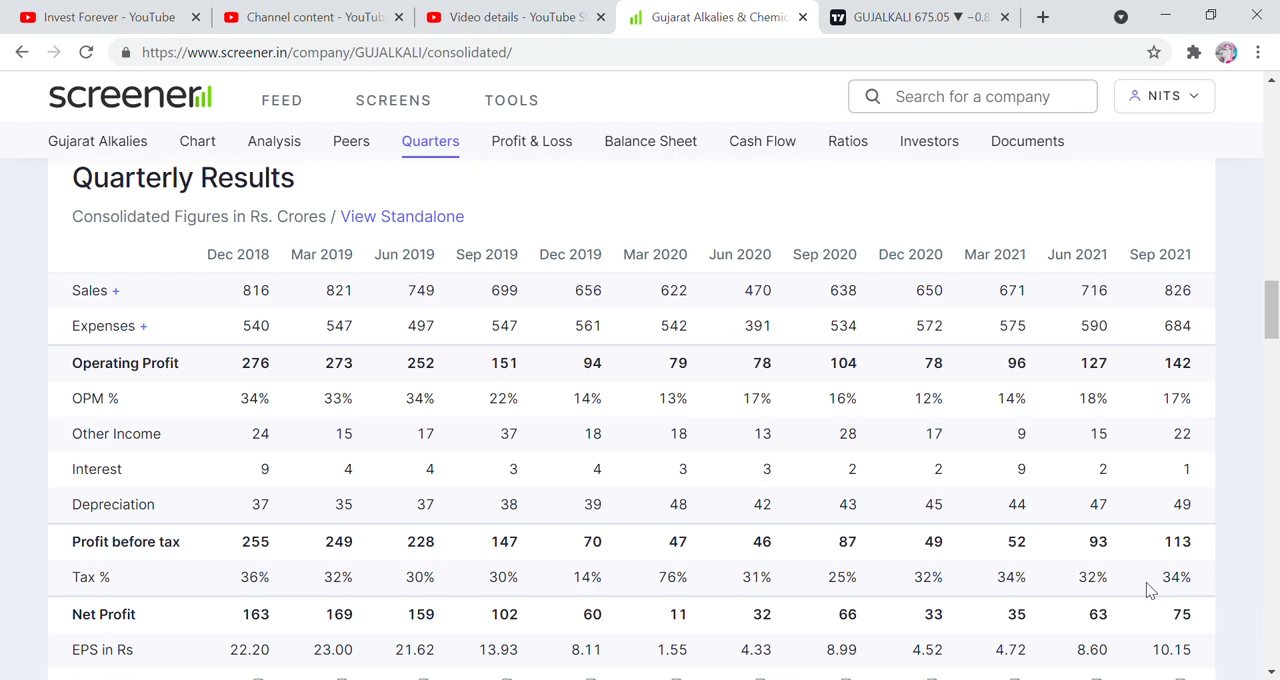 Invest Forever - YouTube
Channel content - YouTub
Video details - YouTube S
Gujarat Alkalies & Chemic
GUJALKALI 675.05 ▼ −0.8
https://www.screener.in/company/GUJALKALI/consolidated/
screener
FEED SCREENS TOOLS
Search for a company
NITS
Gujarat Alkalies Chart Analysis Peers Quarters Profit & Loss Balance Sheet Cash Flow Ratios Investors Documents
Quarterly Results
Consolidated Figures in Rs. Crores / View Standalone
Dec 2018 Mar 2019 Jun 2019 Sep 2019 Dec 2019 Mar 2020 Jun 2020 Sep 2020 Dec 2020 Mar 2021 Jun 2021 Sep 2021
Sales + 816 821 749 699 656 622 470 638 650 671 716 826
Expenses + 540 547 497 547 561 542 391 534 572 575 590 684
Operating Profit 276 273 252 151 94 79 78 104 78 96 127 142
OPM % 34% 33% 34% 22% 14% 13% 17% 16% 12% 14% 18% 17%
Other Income 24 15 17 37 18 18 13 28 17 9 15 22
Interest 9 4 4 3 4 3 3 2 2 9 2 1
Depreciation 37 35 37 38 39 48 42 43 45 44 47 49
Profit before tax 255 249 228 147 70 47 46 87 49 52 93 113
Tax % 36% 32% 30% 30% 14% 76% 31% 25% 32% 34% 32% 34%
Net Profit 163 169 159 102 60 11 32 66 33 35 63 75
EPS in Rs 22.20 23.00 21.62 13.93 8.11 1.55 4.33 8.99 4.52 4.72 8.60 10.15